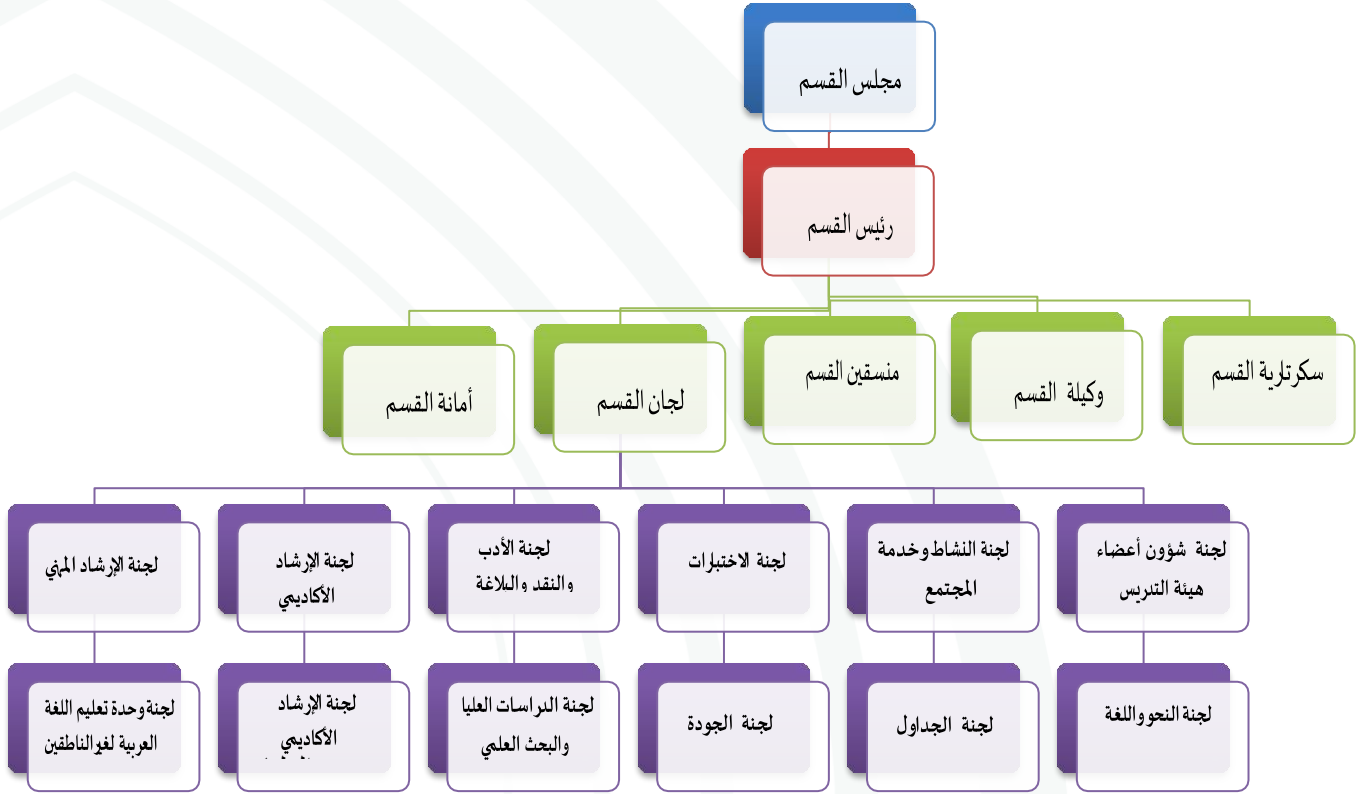 مجلس القسم
رئيس القسم
سكرتارية القسم
وكيلة القسم
منسقين القسم
لجان القسم
أمانة القسم
لجنة شؤون أعضاء
هيئة التدريس
لجنة النشاط وخدمة
المجتمع
لجنة الاختبارات
لجنة الأدب
والنقد والبلاغة
لجنة الإرشاد
الأكاديمي
لجنة الإرشاد المهني
لجنة النحو واللغة
لجنة الجداول
لجنة الجودة
لجنة الدراسات العليا
والبحث العلمي
لجنة الإرشاد
الأكاديمي
لجنة وحدة تعليم اللغة
العربية لغير الناطقين